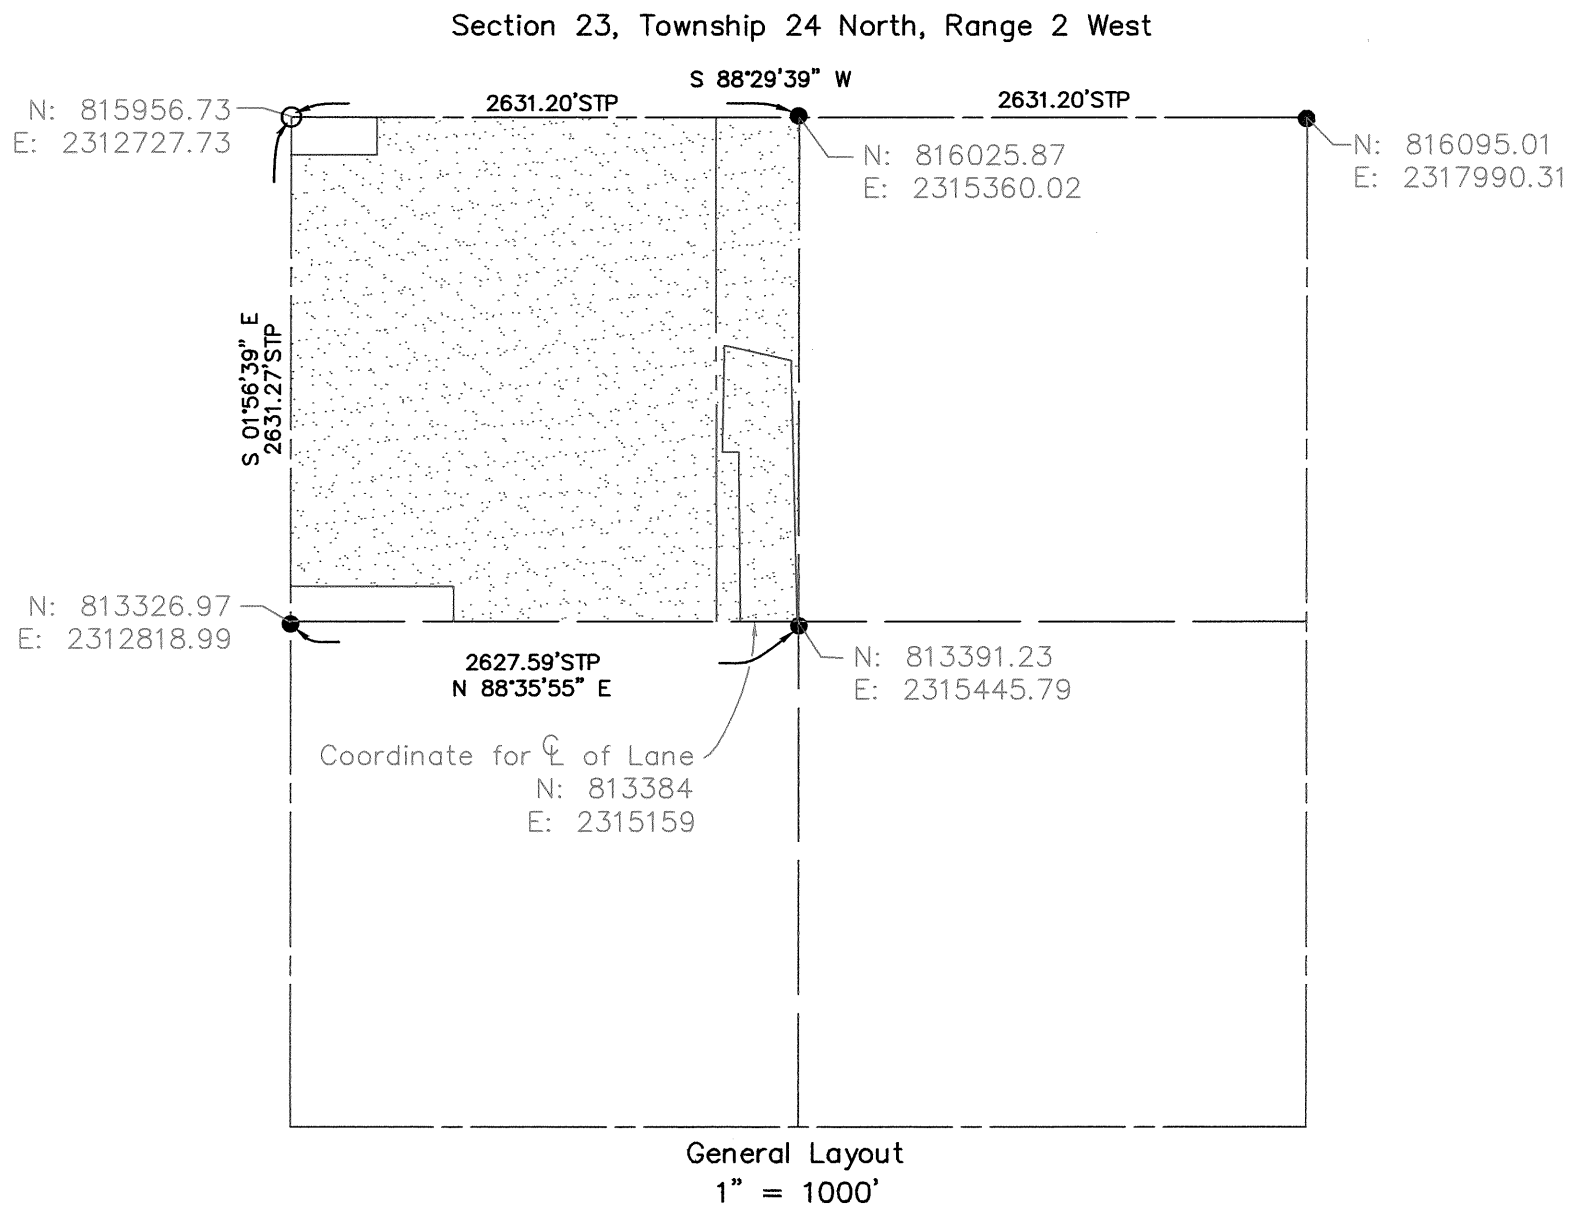 Section 23, Township 24 North, Range 2 West
S 88°29'39" W
2631.20'STP
2631.20'STP
N: 815956.73
E: 2312727.73
N: 816025.87
E: 2315360.02
N: 816095.01
E: 2317990.31
S 01°56'39" E
2631.27'STP
N: 813326.97
E: 2312818.99
2627.59'STP
N 88°35'55" E
N: 813391.23
E: 2315445.79
Coordinate for ℄ of Lane
N: 813384
E: 2315159
General Layout
1" = 1000'